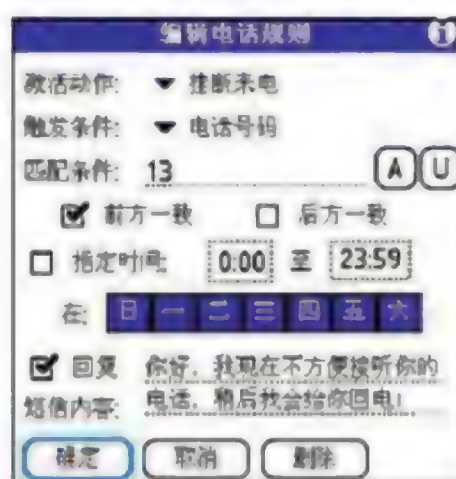 编辑电话规则
激活动作: 挂断来电
触发条件: 电话号码
匹配条件: 13 A U
前方一致 后方一致
指定时间: 0:00 至 23:59
在: 日 一 二 三 四 五 六
回复 你好，我现在不方便接听你的
短信内容: 电话，稍后我会给你回电！
确定 取消 删除